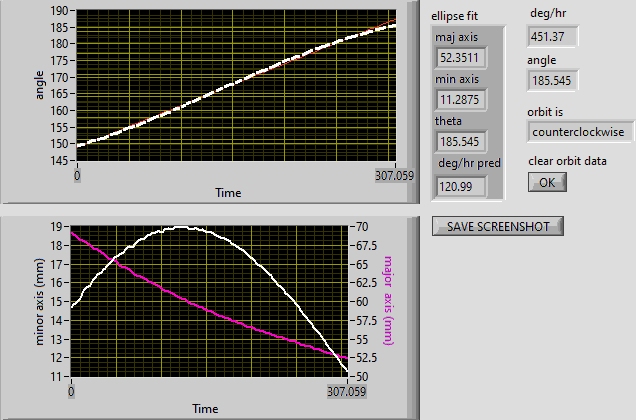 190
185
180
175
170
165
160
155
150
145
angle
0
307.059
Time
ellipse fit
maj axis
52.3511
min axis
11.2875
theta
185.545
deg/hr pred
120.99
deg/hr
451.37
angle
185.545
orbit is
counterclockwise
clear orbit data
OK
SAVE SCREENSHOT
19
18
17
16
15
14
13
12
11
minor axis (mm)
70
67.5
65
62.5
60
57.5
55
52.5
50
major axis (mm)
0
307.059
Time